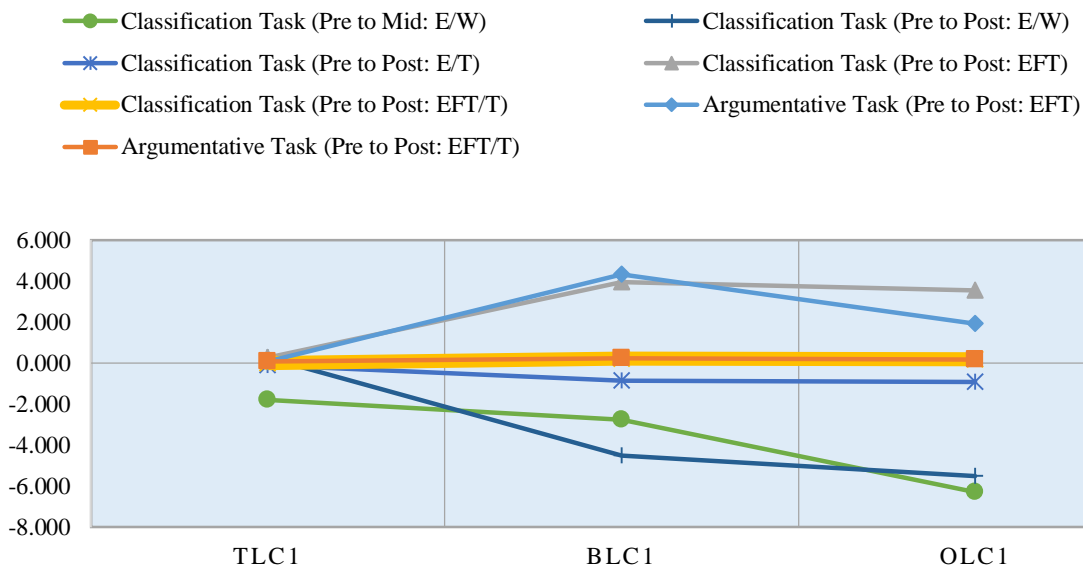 Classification Task (Pre to Mid: E/W)
Classification Task (Pre to Post: E/W)
Classification Task (Pre to Post: E/T)
Classification Task (Pre to Post: EFT)
Classification Task (Pre to Post: EFT/T)
Argumentative Task (Pre to Post: EFT)
Argumentative Task (Pre to Post: EFT/T)
6.000
4.000
2.000
0.000
-2.000
-4.000
-6.000
-8.000
TLC1 BLC1 OLC1